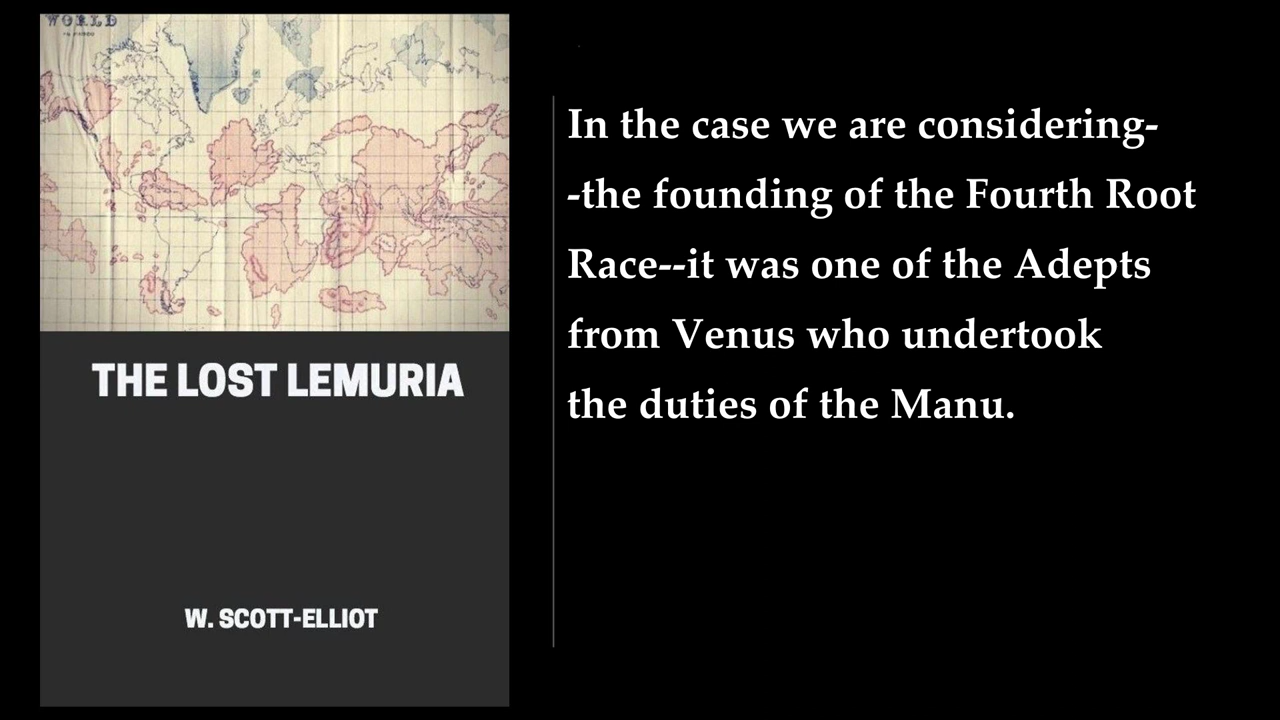 WORLD
THE LOST LEMURIA
W. SCOTT-ELLIOT
In the case we are considering-
-the founding of the Fourth Root
Race--it was one of the Adepts
from Venus who undertook
the duties of the Manu.